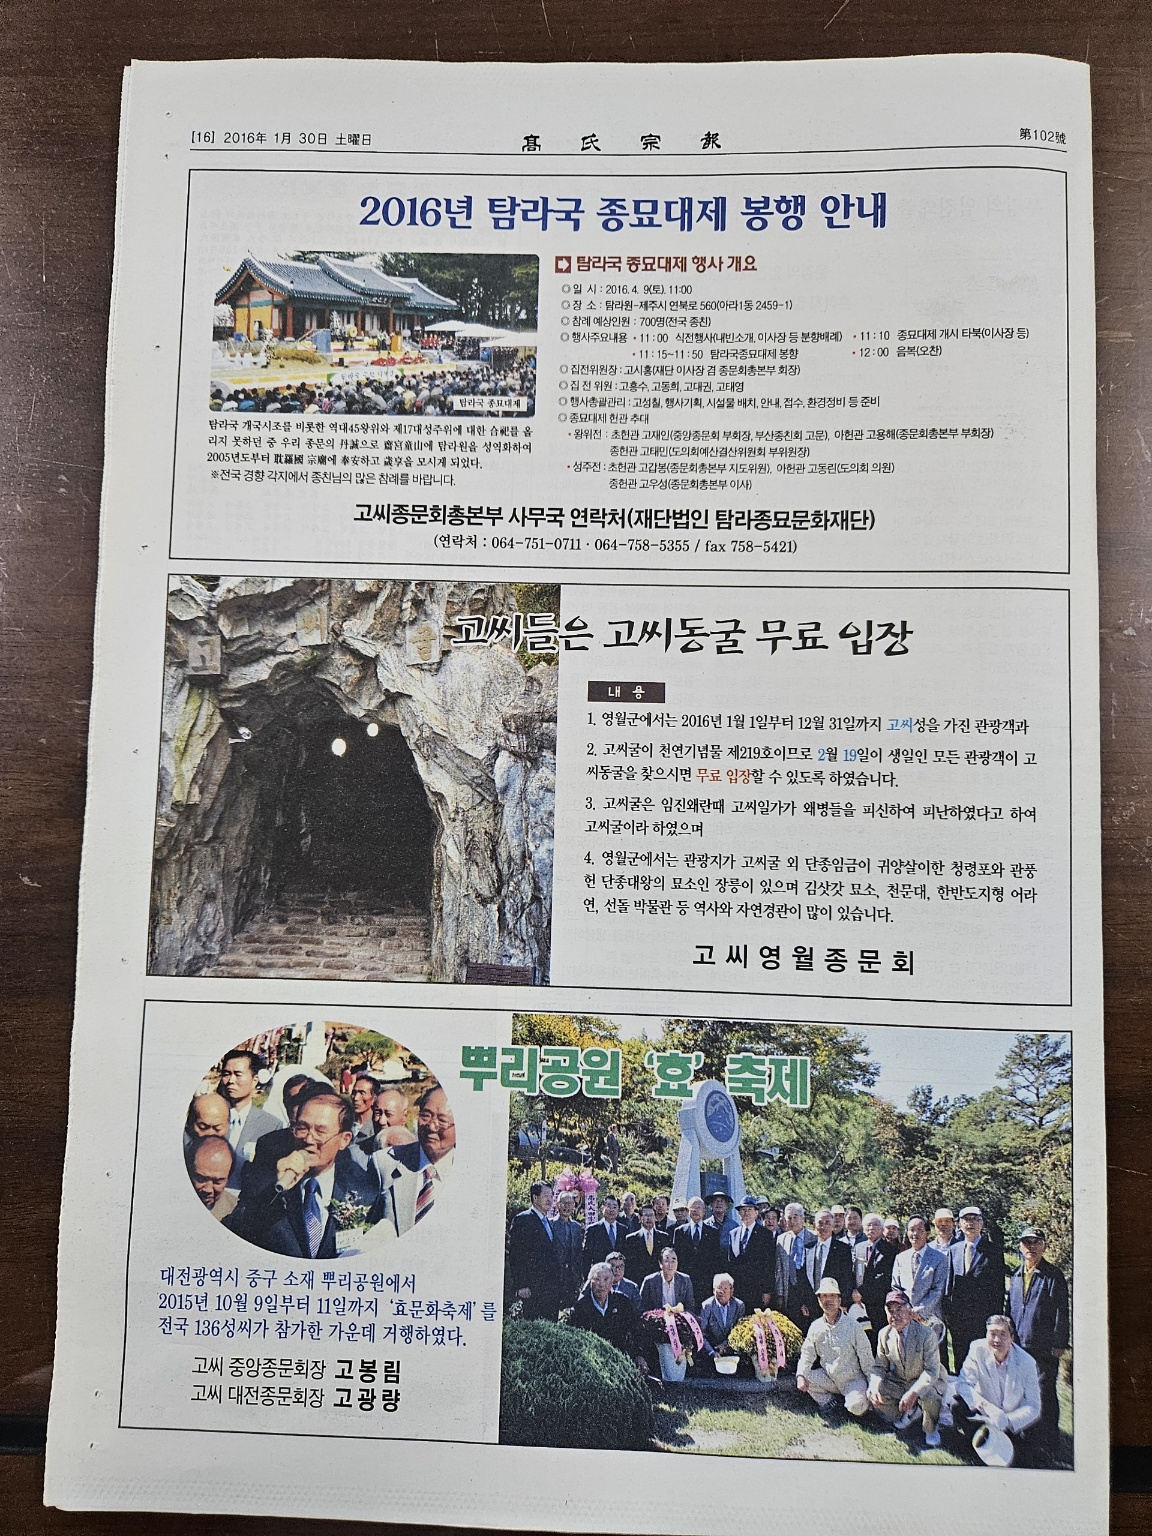 [16] 2016年 1月 30日 土曜日
髙氏宗報
第102號
2016년 탐라국 종묘대제 봉행 안내
탐라국 종묘대제
탐라국 개국시조를 비롯한 역대45왕위와 제17대성주위에 대한 合祀를 올
리지 못하던 중 우리 종문의 丹誠으로 齋宮童山에 탐라원을 성역화하여
2005년도부터 耽羅國 宗廟에 奉安하고 歲享을 모시게 되었다.
※전국 경향 각지에서 종친님의 많은 참례를 바랍니다.
➡ 탐라국 종묘대제 행사 개요
◎ 일 시 : 2016. 4. 9(토). 11:00
◎ 장 소 : 탐라원-제주시 연북로 560(아라1동 2459-1)
◎ 참례 예상인원 : 700명(전국 종친)
◎ 행사주요내용 • 11:00 식전행사(내빈소개, 이사장 등 분향배례) • 11:10 종묘대제 개시 타북(이사장 등)
• 11:15~11:50 탐라국종묘대제 봉향 • 12:00 음복(오찬)
◎ 집전위원장 : 고시홍(재단 이사장 겸 종문회총본부 회장)
◎ 집 전 위원 : 고흥수, 고동희, 고대권, 고태영
◎ 행사총괄관리 : 고성칠, 행사기획, 시설물 배치, 안내, 접수, 환경정비 등 준비
◎ 종묘대제 헌관 추대
• 왕위전 : 초헌관 고재인(중앙종문회 부회장, 부산종친회 고문), 아헌관 고용해(종문회총본부 부회장)
종헌관 고태민(도의회예산결산위원회 부위원장)
• 성주전 : 초헌관 고갑봉(종문회총본부 지도위원), 아헌관 고동린(도의회 의원)
종헌관 고우성(종문회총본부 이사)
고씨종문회총본부 사무국 연락처(재단법인 탐라종묘문화재단)
(연락처 : 064-751-0711 · 064-758-5355 / fax 758-5421)
고씨굴
고씨들은 고씨동굴 무료 입장
내 용
1. 영월군에서는 2016년 1월 1일부터 12월 31일까지 고씨성을 가진 관광객과
2. 고씨굴이 천연기념물 제219호이므로 2월 19일이 생일인 모든 관광객이 고
씨동굴을 찾으시면 무료 입장할 수 있도록 하였습니다.
3. 고씨굴은 임진왜란때 고씨일가가 왜병들을 피신하여 피난하였다고 하여
고씨굴이라 하였으며
4. 영월군에서는 관광지가 고씨굴 외 단종임금이 귀양살이한 청령포와 관풍
헌 단종대왕의 묘소인 장릉이 있으며 김삿갓 묘소, 천문대, 한반도지형 어라
연, 선돌 박물관 등 역사와 자연경관이 많이 있습니다.
고씨영월종문회
뿌리공원 '효' 축제
대전광역시 중구 소재 뿌리공원에서
2015년 10월 9일부터 11일까지 '효문화축제'를
전국 136성씨가 참가한 가운데 거행하였다.
고씨 중앙종문회장 고봉림
고씨 대전종문회장 고광량